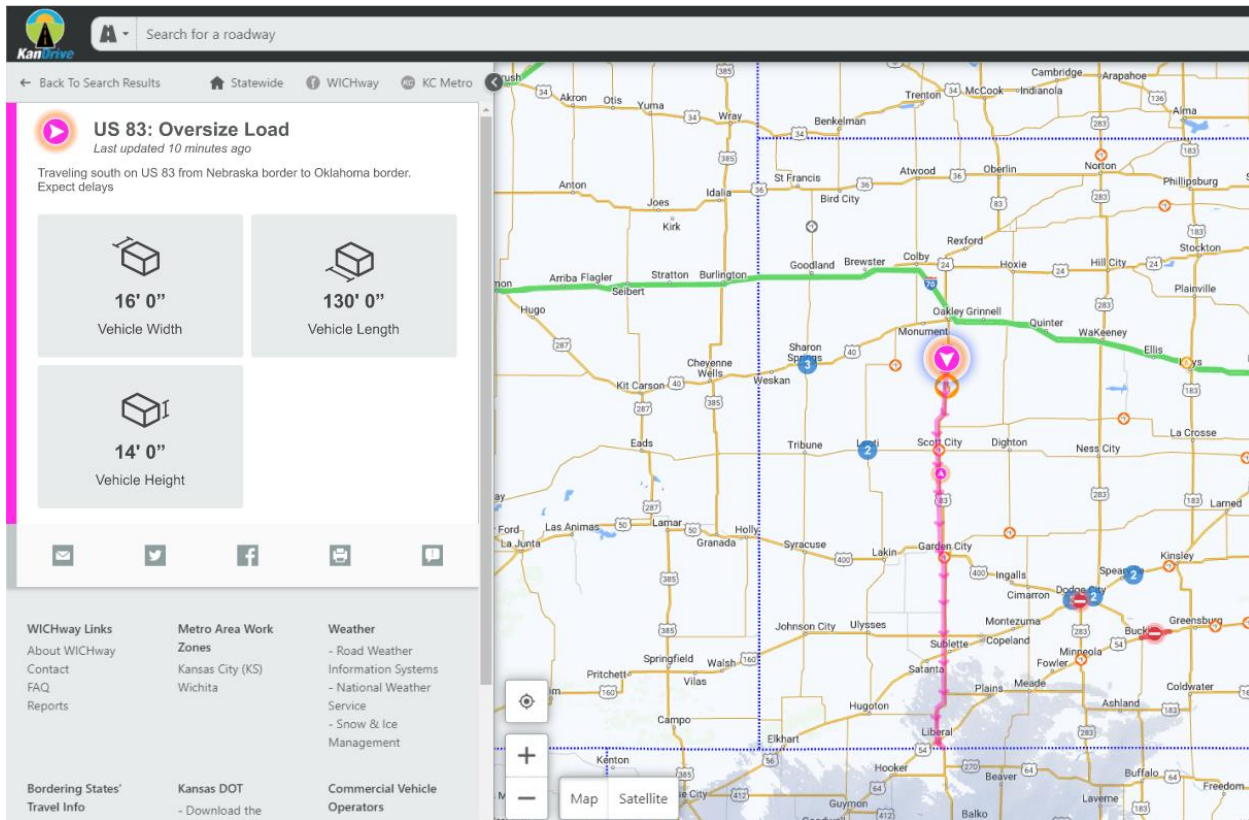 KanDrive
Search for a roadway
Back To Search Results
Statewide
WICHway
KC Metro
US 83: Oversize Load
Last updated 10 minutes ago
Traveling south on US 83 from Nebraska border to Oklahoma border.
Expect delays
16' 0”
Vehicle Width
130' 0”
Vehicle Length
14' 0”
Vehicle Height
WICHway Links
About WICHway
Contact
FAQ
Reports
Metro Area Work
Zones
Kansas City (KS)
Wichita
Weather
- Road Weather
Information Systems
- National Weather
Service
- Snow & Ice
Management
Bordering States'
Travel Info
Kansas DOT
- Download the
Commercial Vehicle
Operators
Map
Satellite
Akron
Otis
Yuma
Wray
Trenton
McCook
Indianola
Cambridge
Arapahoe
Alma
Benkelman
Anton
Joes
Kirk
Idalia
St Francis
Bird City
Atwood
Oberlin
Norton
Phillipsburg
Rexford
Stockton
Arriba
Flagler
Seibert
Stratton
Burlington
Goodland
Brewster
Colby
Hoxie
Hill City
Plainville
Hugo
Oakley
Grinnell
Monument
Quinter
WaKeeney
Ellis
Sharon
Cheyenne
Wells
Weskan
Kit Carson
Eads
Tribune
Scott City
Dighton
Ness City
La Crosse
Ford
Las Animas
La Junta
Lamar
Granada
Holly
Syracuse
Lakin
Garden City
Ingalls
Cimarron
Larned
Kinsley
Dodge City
Johnson City
Ulysses
Montezuma
Copeland
Sublette
Satanta
Greensburg
Minneola
Fowler
Springfield
Pritchett
Vilas
Walsh
Hugoton
Plains
Meade
Ashland
Coldwater
Campo
Elkhart
Liberal
Kenton
Hooker
Beaver
Buffalo
Freedom
Guymon
Balko
Laverne